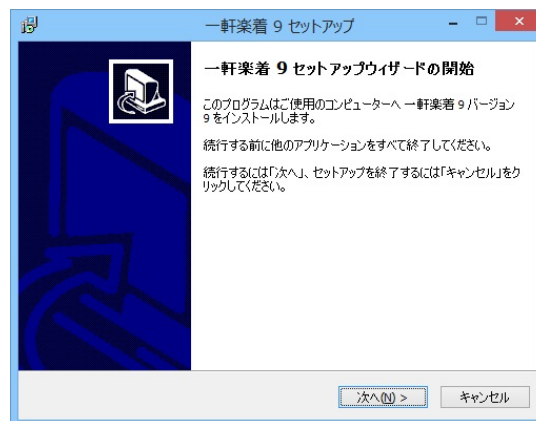 一軒楽着 9 セットアップ
一軒楽着 9 セットアップウィザードの開始
このプログラムはご使用のコンピューターへ 一軒楽着 9 バージョン
9 をインストールします。
続行する前に他のアプリケーションをすべて終了してください。
続行するには「次へ」、セットアップを終了するには「キャンセル」をク
リックしてください。
次へ(N) >
キャンセル